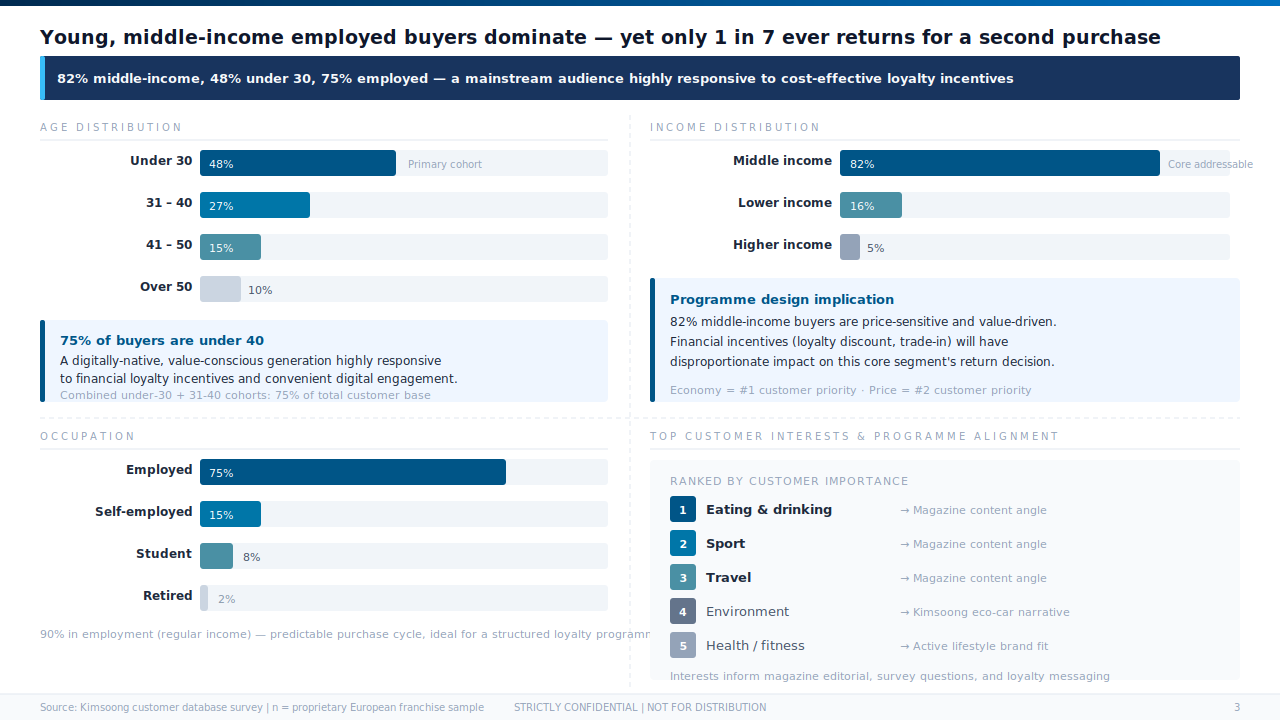 Young, middle-income employed buyers dominate — yet only 1 in 7 ever returns for a second purchase
82% middle-income, 48% under 30, 75% employed — a mainstream audience highly responsive to cost-effective loyalty incentives
AGE DISTRIBUTION
Under 30 48% Primary cohort
31 – 40 27%
41 – 50 15%
Over 50 10%
75% of buyers are under 40
A digitally-native, value-conscious generation highly responsive
to financial loyalty incentives and convenient digital engagement.
Combined under-30 + 31-40 cohorts: 75% of total customer base
INCOME DISTRIBUTION
Middle income 82% Core addressable
Lower income 16%
Higher income 5%
Programme design implication
82% middle-income buyers are price-sensitive and value-driven.
Financial incentives (loyalty discount, trade-in) will have
disproportionate impact on this core segment's return decision.
Economy = #1 customer priority · Price = #2 customer priority
OCCUPATION
Employed 75%
Self-employed 15%
Student 8%
Retired 2%
90% in employment (regular income) — predictable purchase cycle, ideal for a structured loyalty
TOP CUSTOMER INTERESTS & PROGRAMME ALIGNMENT
RANKED BY CUSTOMER IMPORTANCE
1 Eating & drinking → Magazine content angle
2 Sport → Magazine content angle
3 Travel → Magazine content angle
4 Environment → Kimsoong eco-car narrative
5 Health / fitness → Active lifestyle brand fit
Interests inform magazine editorial, survey questions, and loyalty messaging
Source: Kimsoong customer database survey | n = proprietary European franchise sample STRICTLY CONFIDENTIAL | NOT FOR DISTRIBUTION 3